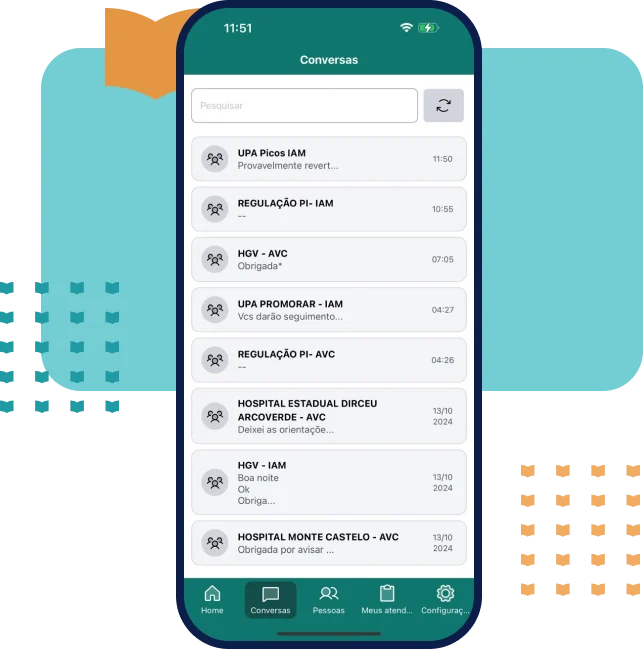 11:51
Conversas
Pesquisar
UPA Picos IAM
Provavelmente revert...
11:50
REGULAÇÃO PI- IAM
--
10:55
HGV - AVC
Obrigada*
07:05
UPA PROMORAR - IAM
Vcs darão seguimento...
04:27
REGULAÇÃO PI- AVC
--
04:26
HOSPITAL ESTADUAL DIRCEU
ARCOVERDE - AVC
Deixei as orientaçõe...
13/10
2024
HGV - IAM
Boa noite
Ok
Obriga...
13/10
2024
HOSPITAL MONTE CASTELO - AVC
Obrigada por avisar ...
13/10
2024
Home
Conversas
Pessoas
Meus atend...
Configuraç...